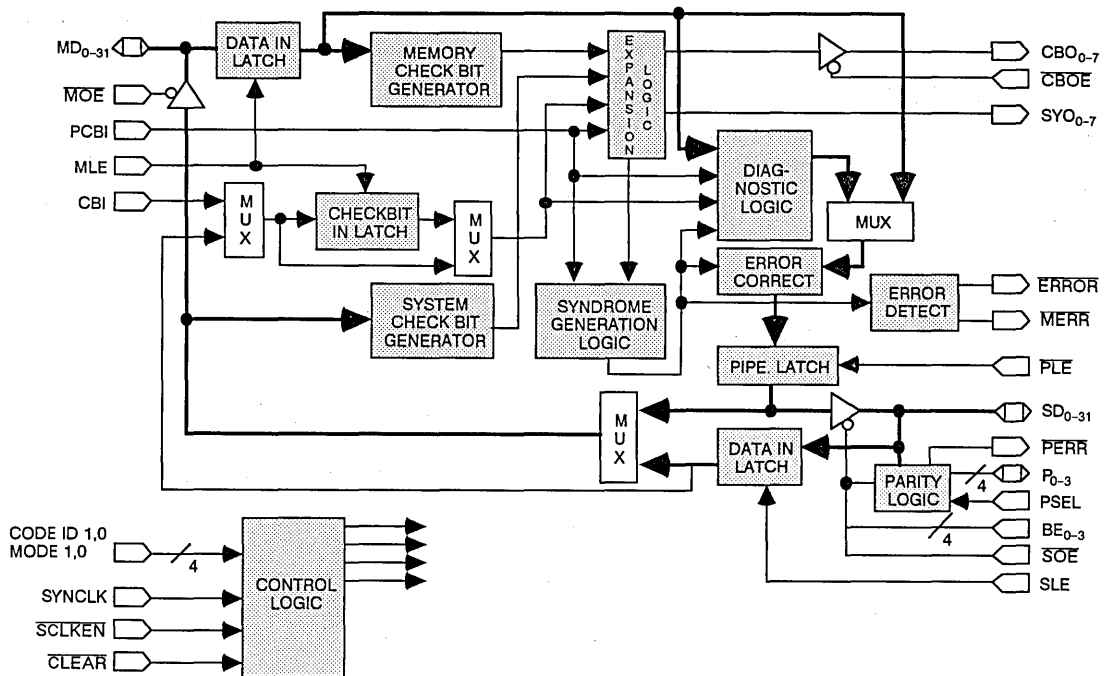 MD0–31
DATA IN
LATCH
MEMORY
CHECK BIT
GENERATOR
EXPANSION
LOGIC
CBO0–7
CBOE
MOE
PCBI
SYO0–7
MLE
CBI
MUX
CHECKBIT
IN LATCH
MUX
DIAG-
NOSTIC
LOGIC
MUX
SYSTEM
CHECK BIT
GENERATOR
SYNDROME
GENERATION
LOGIC
ERROR
CORRECT
ERROR
DETECT
ERROR
MERR
PIPE. LATCH
PLE
MUX
SD0–31
DATA IN
LATCH
PARITY
LOGIC
PERR
4
P0–3
PSEL
4
BE0–3
SOE
SLE
CODE ID 1,0
MODE 1,0
4
SYNCLK
SCLKEN
CLEAR
CONTROL
LOGIC